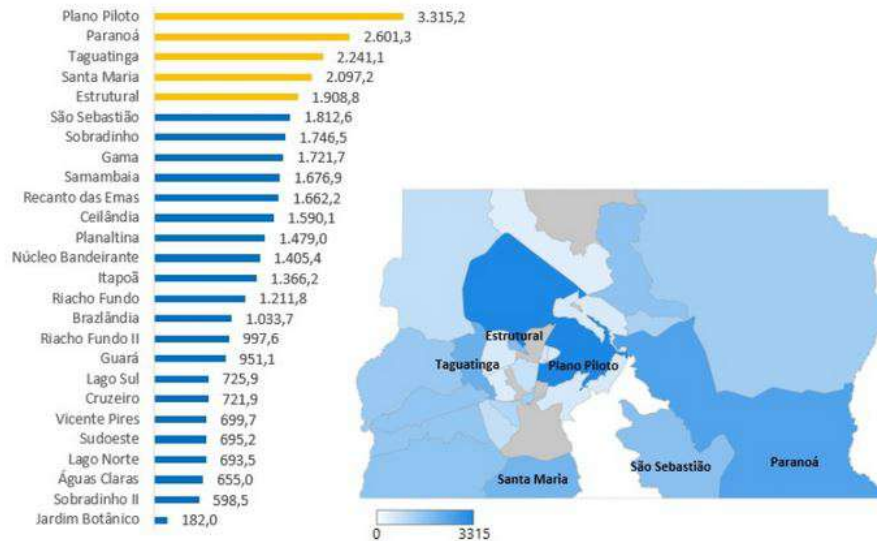 Plano Piloto 3.315,2
Paranoá 2.601,3
Taguatinga 2.241,1
Santa Maria 2.097,2
Estrutural 1.908,8
São Sebastião 1.812,6
Sobradinho 1.746,5
Gama 1.721,7
Samambaia 1.676,9
Recanto das Emas 1.662,2
Ceilândia 1.590,1
Planaltina 1.479,0
Núcleo Bandeirante 1.405,4
Itapoã 1.366,2
Riacho Fundo 1.211,8
Brazlândia 1.033,7
Riacho Fundo II 997,6
Guará 951,1
Lago Sul 725,9
Cruzeiro 721,9
Vicente Pires 699,7
Sudoeste 695,2
Lago Norte 693,5
Águas Claras 655,0
Sobradinho II 598,5
Jardim Botânico 182,0
Estrutural
Taguatinga Plano Piloto
Santa Maria São Sebastião Paranoá
0 3315